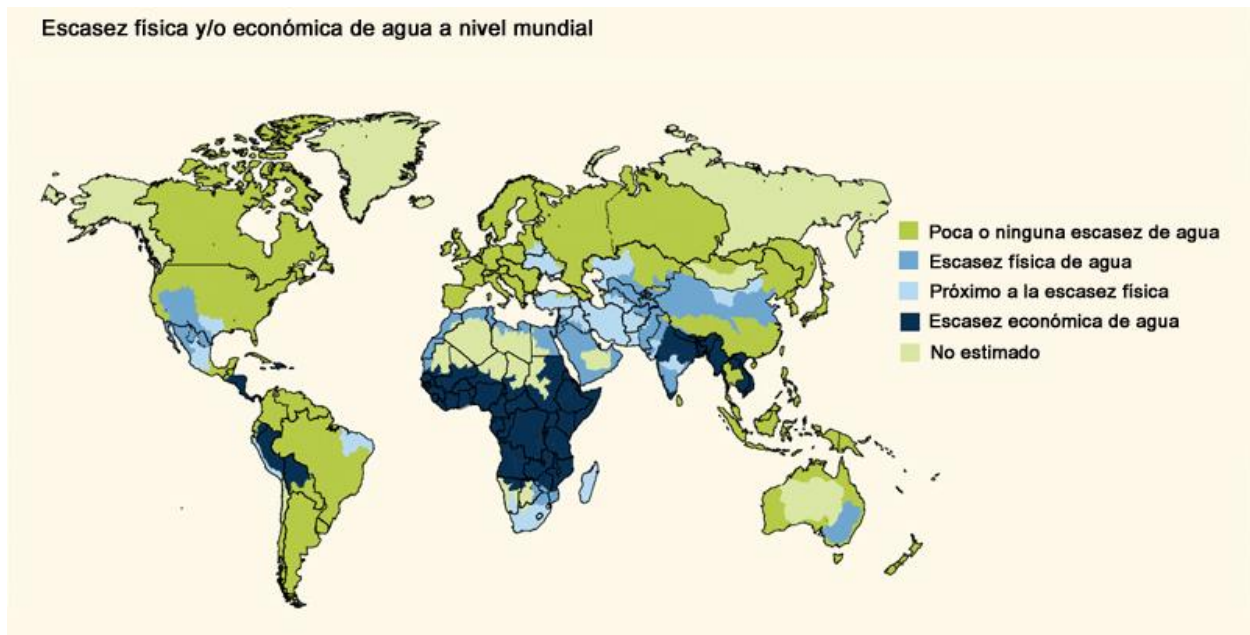 Escasez física y/o económica de agua a nivel mundial
Poca o ninguna escasez de agua
Escasez física de agua
Próximo a la escasez física
Escasez económica de agua
No estimado